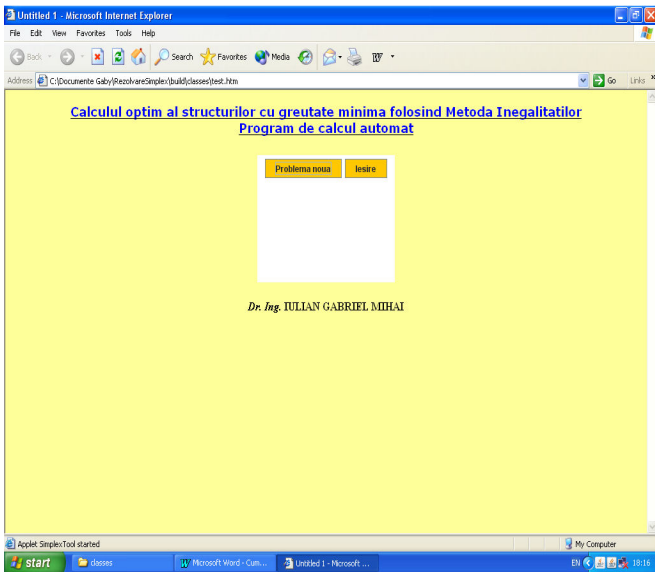 Untitled 1 - Microsoft Internet Explorer
File Edit View Favorites Tools Help
Back Search Favorites Media
Address C:\Documente Gaby\RezolvareSimplex\build\classes\test.htm Go Links
Calculul optim al structurilor cu greutate minima folosind Metoda Inegalitatilor
Program de calcul automat
Problema noua Iesire
Dr. Ing. IULIAN GABRIEL MIHAI
Applet SimplexTool started My Computer
start classes Microsoft Word - Cum... Untitled 1 - Microsoft ... EN 18:16